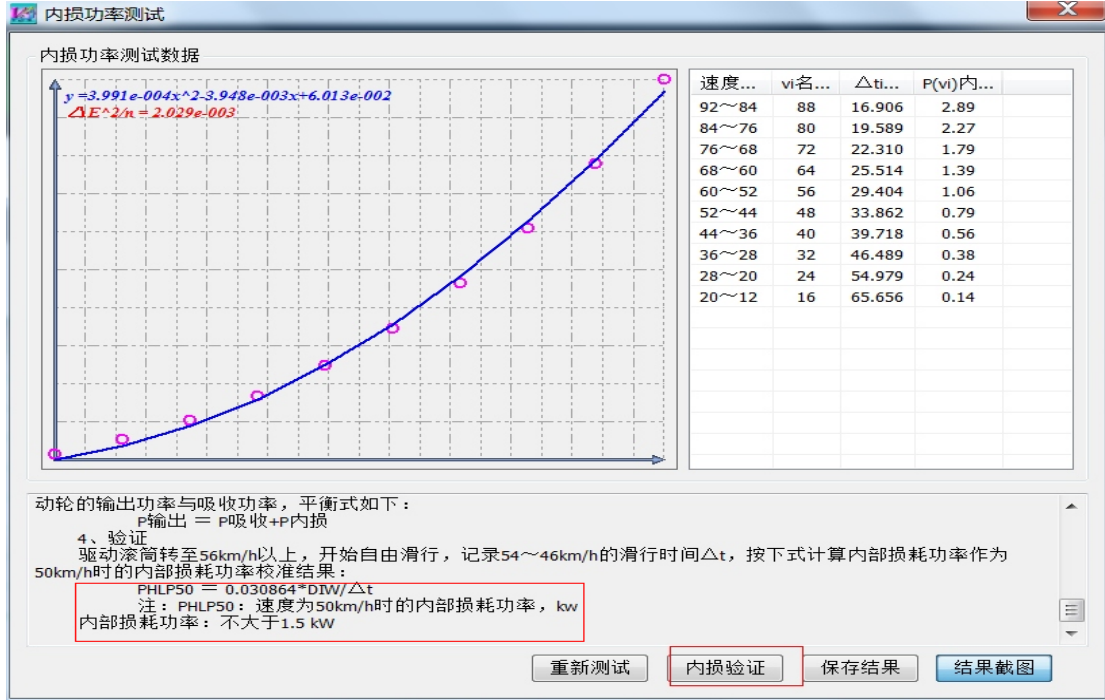 内损功率测试
内损功率测试数据
y =3.991e-004x^2-3.948e-003x+6.013e-002
△E^2/n = 2.029e-003
速度... vi名... △ti... P(vi)内...
92～84 88 16.906 2.89
84～76 80 19.589 2.27
76～68 72 22.310 1.79
68～60 64 25.514 1.39
60～52 56 29.404 1.06
52～44 48 33.862 0.79
44～36 40 39.718 0.56
36～28 32 46.489 0.38
28～20 24 54.979 0.24
20～12 16 65.656 0.14
动轮的输出功率与吸收功率，平衡式如下：
P输出 ＝ P吸收+P内损
4、验证
驱动滚筒转至56km/h以上，开始自由滑行，记录54～46km/h的滑行时间△t，按下式计算内部损耗功率作为
50km/h时的内部损耗功率校准结果：
PHLP50 ＝ 0.030864*DIW/△t
注：PHLP50：速度为50km/h时的内部损耗功率，kw
内部损耗功率：不大于1.5 kW
重新测试 内损验证 保存结果 结果截图